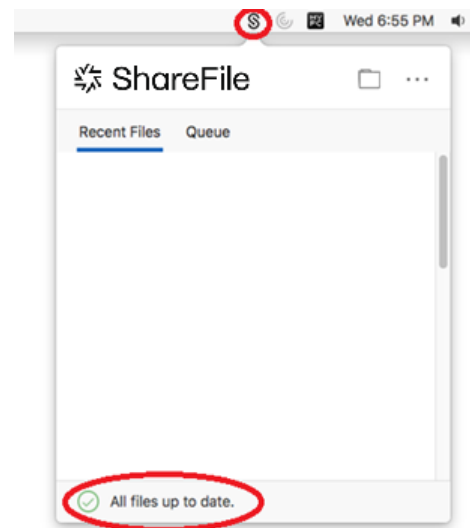 S Wed 6:55 PM
ShareFile
Recent Files Queue
All files up to date.